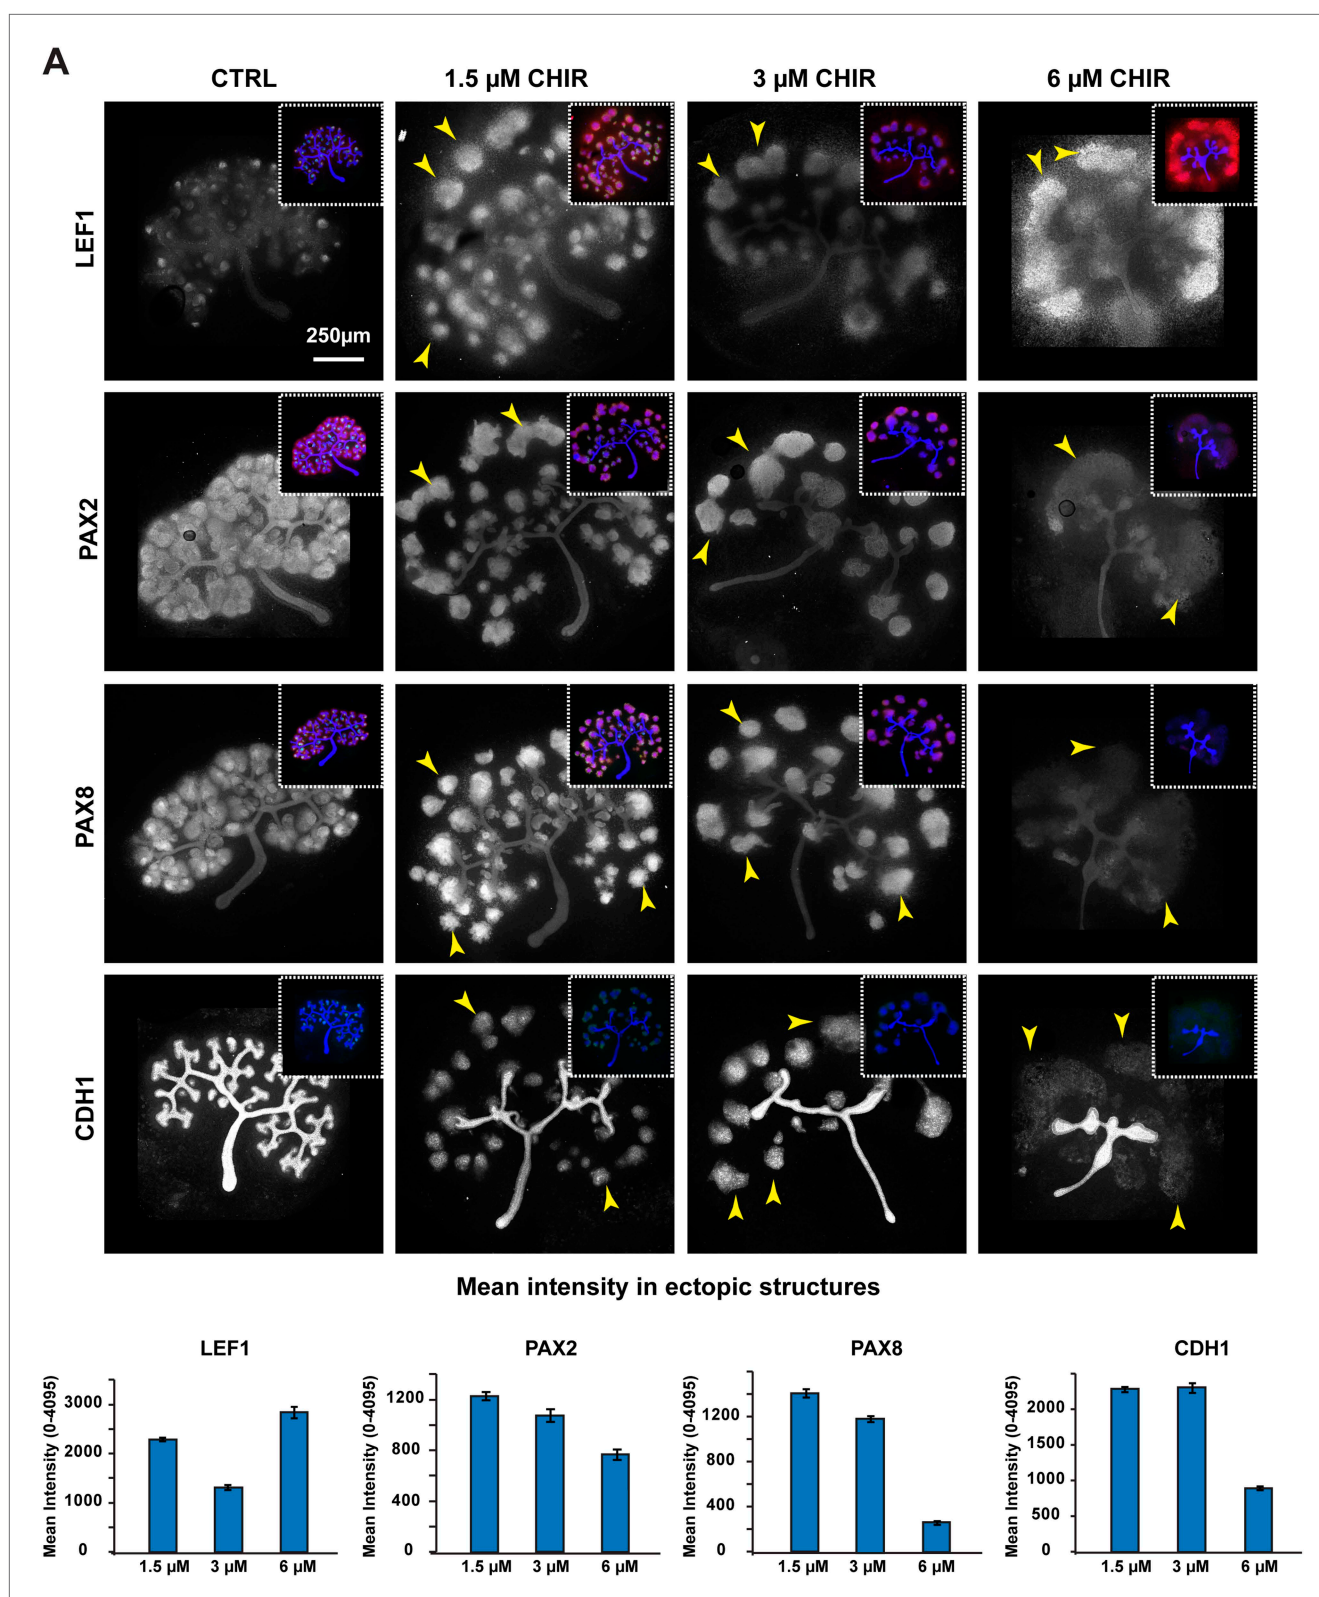 A
CTRL 1.5 µM CHIR 3 µM CHIR 6 µM CHIR
LEF1
250µm
PAX2
PAX8
CDH1
Mean intensity in ectopic structures
LEF1 PAX2 PAX8 CDH1
Mean Intensity (0-4095)
3000
2000
1000
0
1.5 µM 3 µM 6 µM
Mean Intensity (0-4095)
1200
800
400
0
1.5 µM 3 µM 6 µM
Mean Intensity (0-4095)
1200
800
400
0
1.5 µM 3 µM 6 µM
Mean Intensity (0-4095)
2000
1500
1000
500
0
1.5 µM 3 µM 6 µM